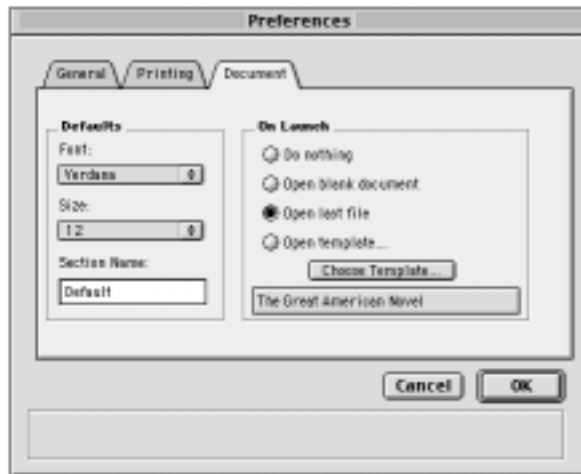 Preferences
General Printing Document
Defaults
Font:
Verdana
Size:
12
Section Name:
Default
On Launch
Do nothing
Open blank document
Open last file
Open template...
Choose Template...
The Great American Novel
Cancel OK